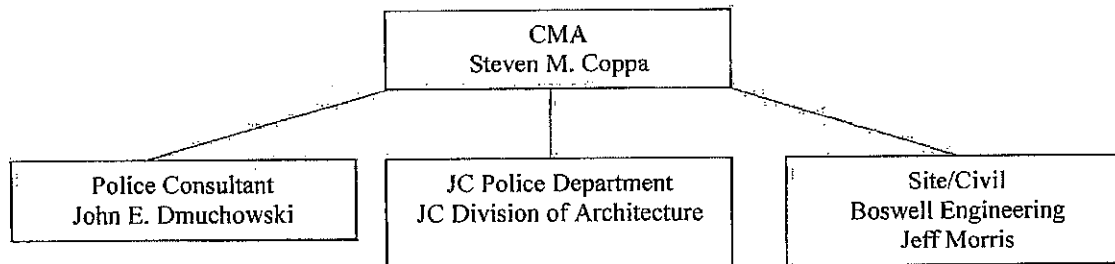 CMA
Steven M. Coppa
Police Consultant
John E. Dmuchowski
JC Police Department
JC Division of Architecture
Site/Civil
Boswell Engineering
Jeff Morris